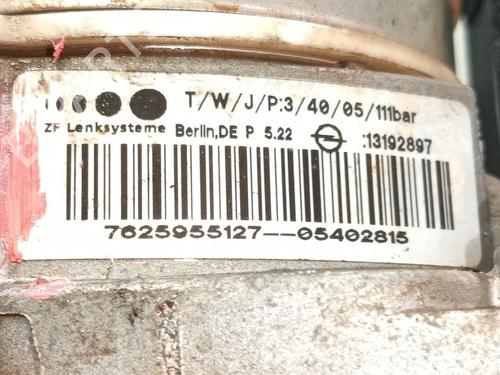 T/W/J/P:3/40/05/111bar
ZF Lenksysteme Berlin,DE P 5.22 :13192897
7625955127--05402815